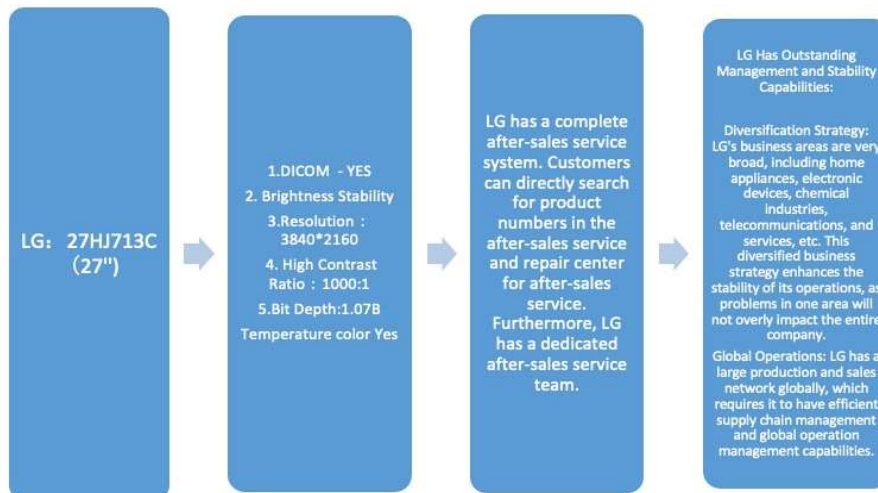 LG：27HJ713C
（27")
1.DICOM - YES
2. Brightness Stability
3.Resolution：
3840*2160
4. High Contrast
Ratio：1000:1
5.Bit Depth:1.07B
Temperature color Yes
LG has a complete
after-sales service
system. Customers
can directly search
for product
numbers in the
after-sales service
and repair center
for after-sales
service.
Furthermore, LG
has a dedicated
after-sales service
team.
LG Has Outstanding
Management and Stability
Capabilities:
Diversification Strategy:
LG's business areas are very
broad, including home
appliances, electronic
devices, chemical
industries,
telecommunications, and
services, etc. This
diversified business
strategy enhances the
stability of its operations, as
problems in one area will
not overly impact the entire
company.
Global Operations: LG has a
large production and sales
network globally, which
requires it to have efficient
supply chain management
and global operation
management capabilities.